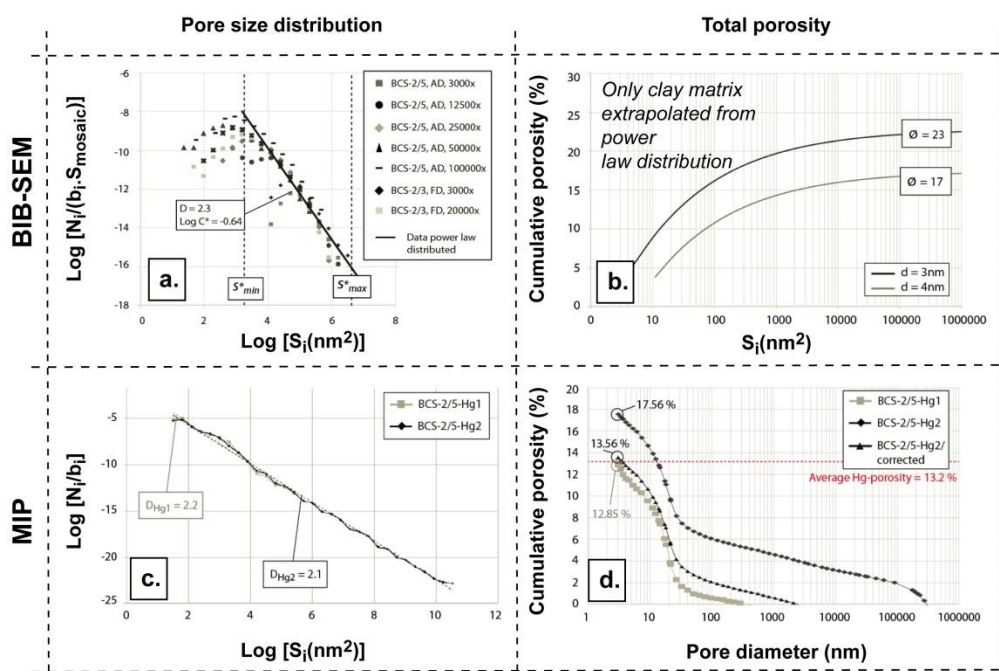 Pore size distribution
Total porosity
BIB-SEM
Log [Nᵢ/(bᵢ.Sₘₒₛₐᵢc)]
-6
-8
-10
-12
-14
-16
-18
0
2
4
6
8
Log [Sᵢ(nm²)]
BCS-2/5, AD, 3000x
BCS-2/5, AD, 12500x
BCS-2/5, AD, 25000x
BCS-2/5, AD, 50000x
BCS-2/5, AD, 100000x
BCS-2/3, FD, 3000x
BCS-2/3, FD, 20000x
Data power law
distributed
D = 2.3
Log C* = -0.64
S*min
S*max
a.
Cumulative porosity (%)
30
25
20
15
10
5
0
0
10
100
1000
10000
100000
1000000
Sᵢ(nm²)
Only clay matrix
extrapolated from
power
law distribution
Ø = 23
Ø = 17
d = 3nm
d = 4nm
b.
MIP
Log [Nᵢ/bᵢ]
-5
-10
-15
-20
-25
0
2
4
6
8
10
Log [Sᵢ(nm²)]
BCS-2/5-Hg1
BCS-2/5-Hg2
DHg1 = 2.2
DHg2 = 2.1
c.
Cumulative porosity (%)
20
18
16
14
12
10
8
6
4
2
0
1
10
100
1000
10000
100000
1000000
Pore diameter (nm)
17.56 %
13.56 %
12.85 %
BCS-2/5-Hg1
BCS-2/5-Hg2
BCS-2/5-Hg2/
corrected
Average Hg-porosity = 13.2 %
d.